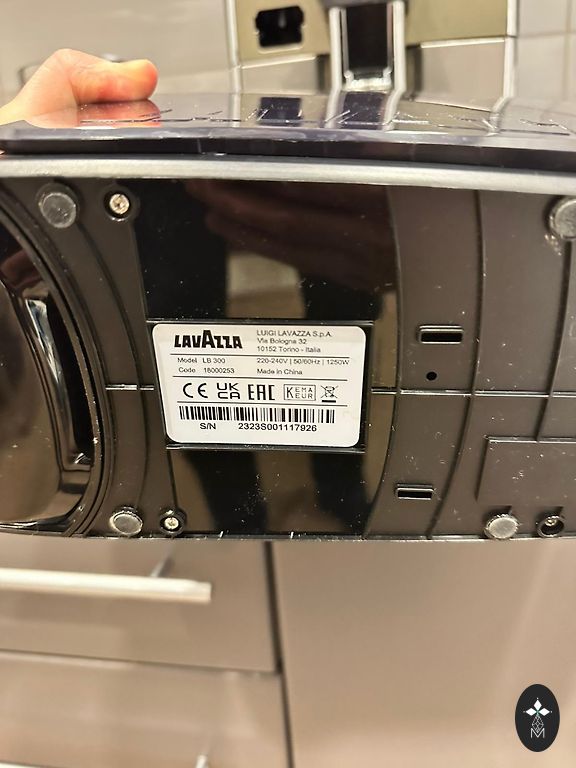 LAVAZZA
LUIGI LAVAZZA S.p.A.
Via Bologna 32
10152 Torino - Italia
Model LB 300 220-240V | 50/60Hz | 1250W
Code 18000253 Made in China
CE UK CA EAC KEMA KEUR
S/N 2323S001117926
M